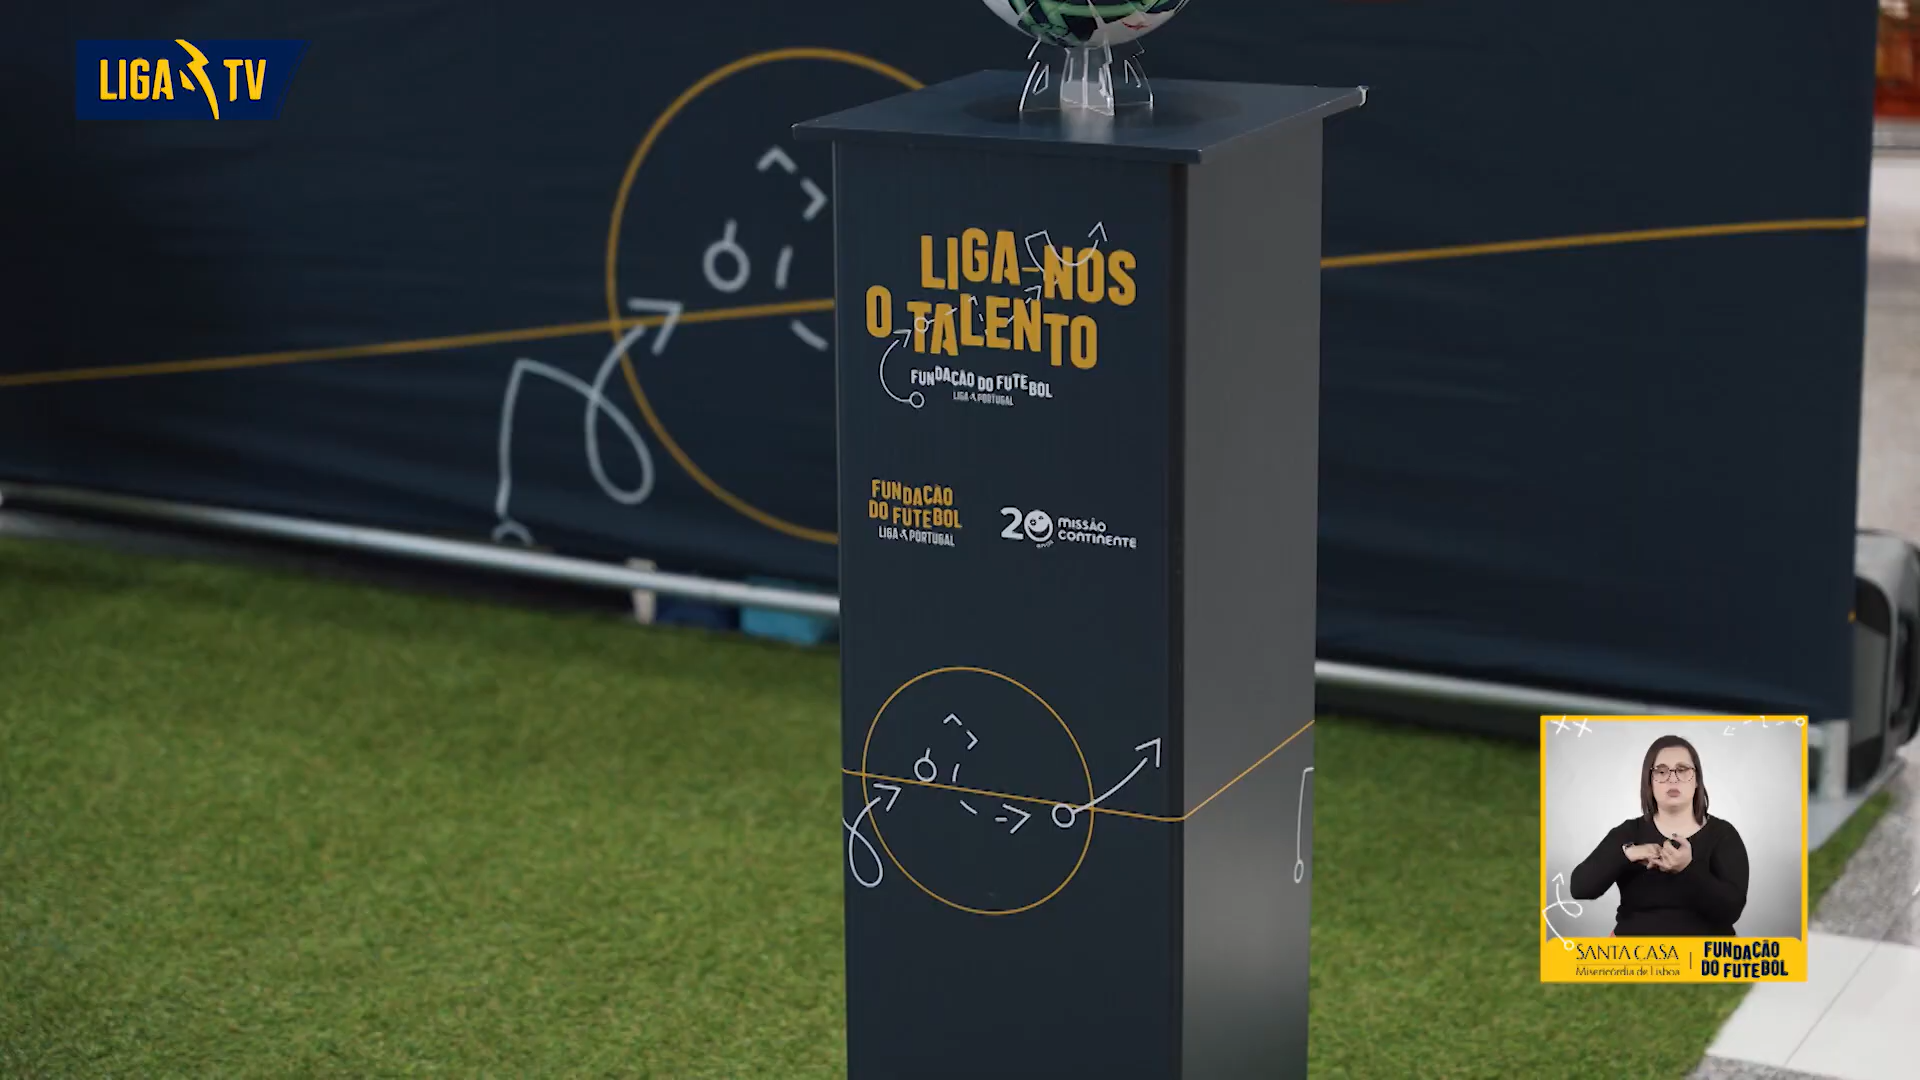 LIGA TV
LIGA-NOS
O TALENTO
FUNDAÇÃO DO FUTEBOL
LIGA PORTUGAL
FUNDAÇÃO
DO FUTEBOL
LIGA PORTUGAL
20 anos
MISSÃO
CONTINENTE
SANTA CASA
Misericórdia de Lisboa
FUNDAÇÃO
DO FUTEBOL